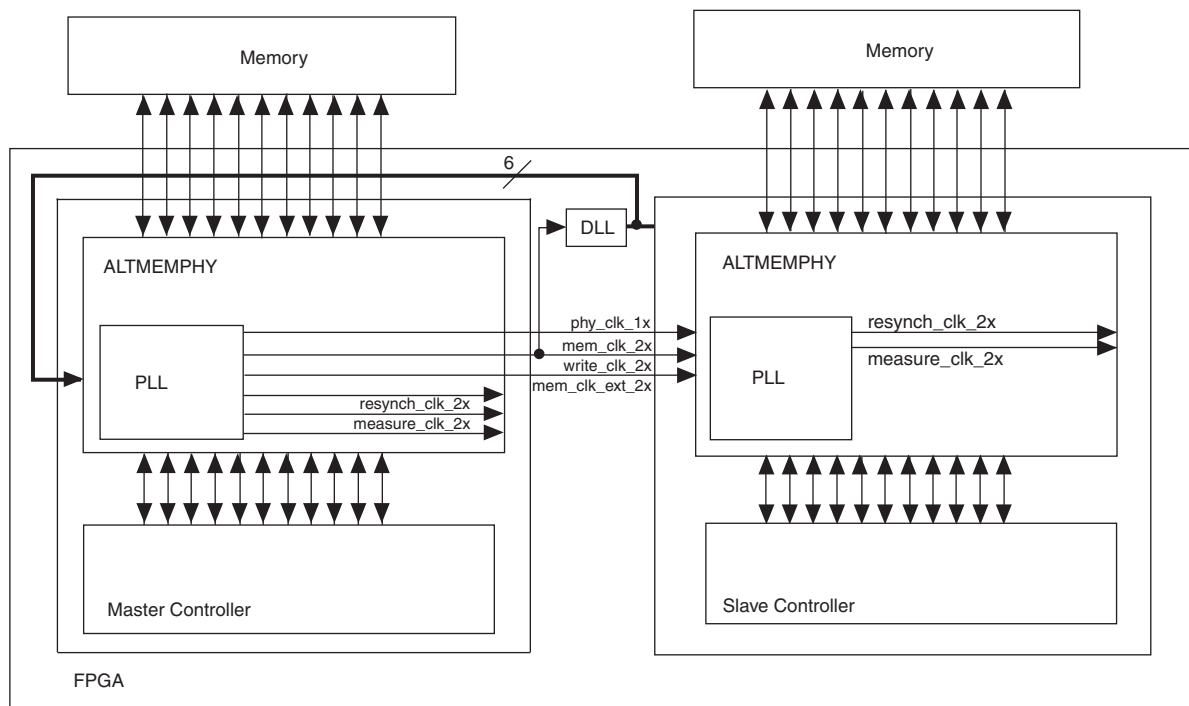 Memory
Memory
6
DLL
ALTMEMPHY
ALTMEMPHY
phy_clk_1x
mem_clk_2x
write_clk_2x
mem_clk_ext_2x
PLL
resynch_clk_2x
measure_clk_2x
PLL
resynch_clk_2x
measure_clk_2x
Master Controller
Slave Controller
FPGA